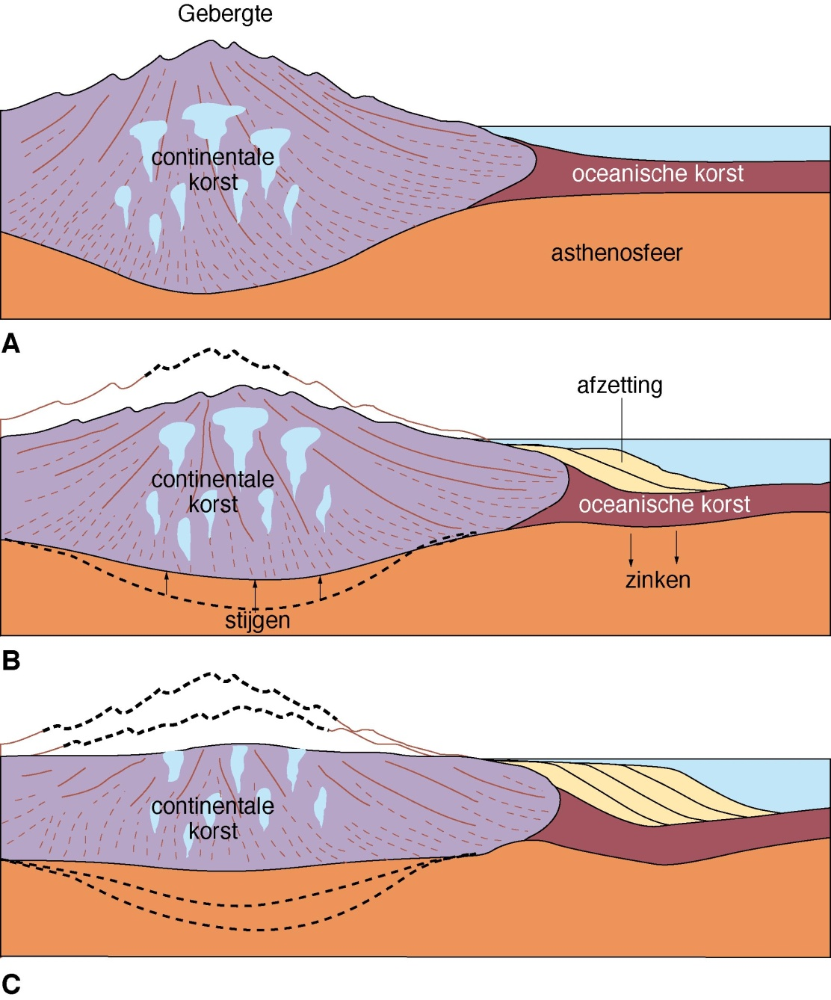 Gebergte
continentale
korst
oceanische korst
asthenosfeer
A
afzetting
continentale
korst
oceanische korst
zinken
stijgen
B
continentale
korst
C